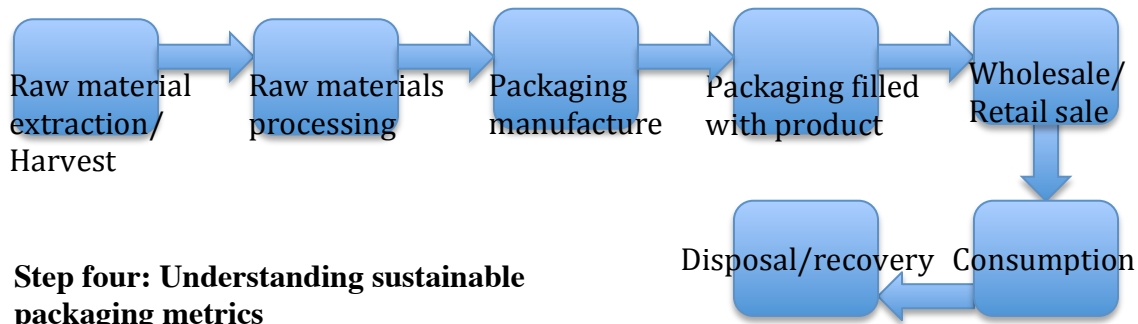 Raw material
extraction/
Harvest
Raw materials
processing
Packaging
manufacture
Packaging filled
with product
Wholesale/
Retail sale
Consumption
Disposal/recovery
Step four: Understanding sustainable
packaging metrics